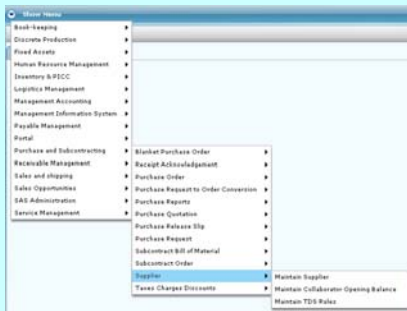 Show Menu
Book-keeping
Discrete Production
Fixed Assets
Human Resource Management
Inventory & PICC
Logistics Management
Management Accounting
Management Information System
Payable Management
Portal
Purchase and Subcontracting
Receivable Management
Sales and shipping
Sales Opportunities
SAS Administration
Service Management
Blanket Purchase Order
Receipt Acknowledgement
Purchase Order
Purchase Request to Order Conversion
Purchase Reports
Purchase Quotation
Purchase Release Slip
Purchase Request
Subcontract Bill of Material
Subcontract Order
Supplier
Taxes Charges Discounts
Maintain Supplier
Maintain Collaborator Opening Balance
Maintain TDS Rules